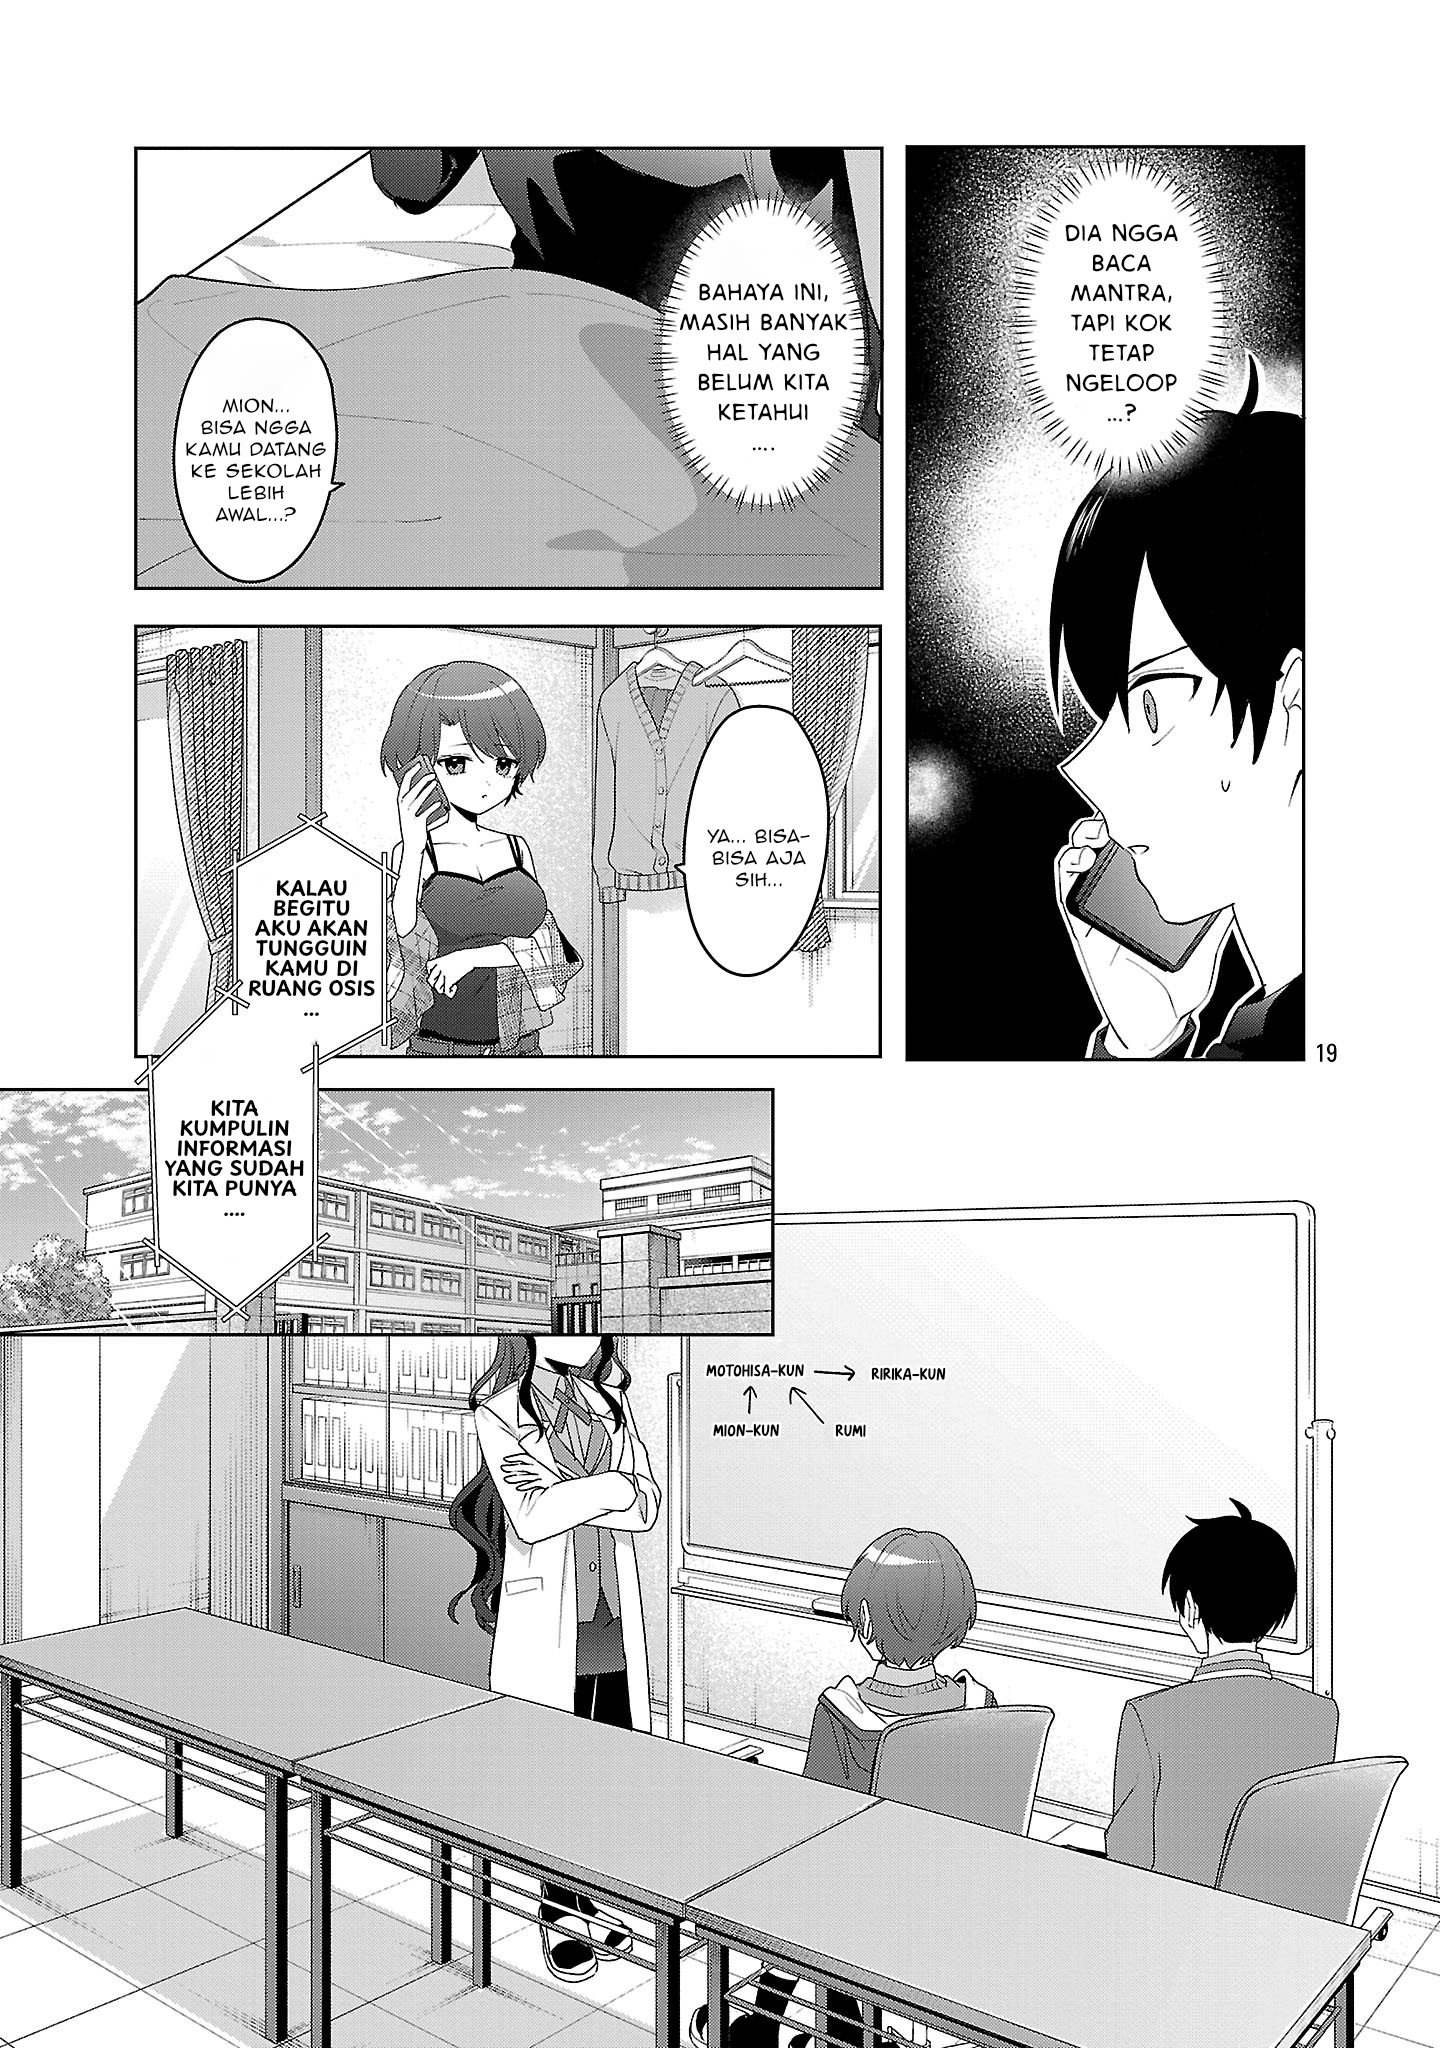 DIA NGGA
BACA
MANTRA,
TAPI KOK
TETAP
NGELOOP
...?
BAHAYA INI,
MASIH BANYAK
HAL YANG
BELUM KITA
KETAHUI
....
MION...
BISA NGGA
KAMU DATANG
KE SEKOLAH
LEBIH
AWAL...?
YA... BISA-
BISA AJA
SIH...
KALAU
BEGITU
AKU AKAN
TUNGGUIN
KAMU DI
RUANG OSIS
...
19
KITA
KUMPULIN
INFORMASI
YANG SUDAH
KITA PUNYA
.....
MOTOHISA-KUN → RIRIKA-KUN
MION-KUN RUMI